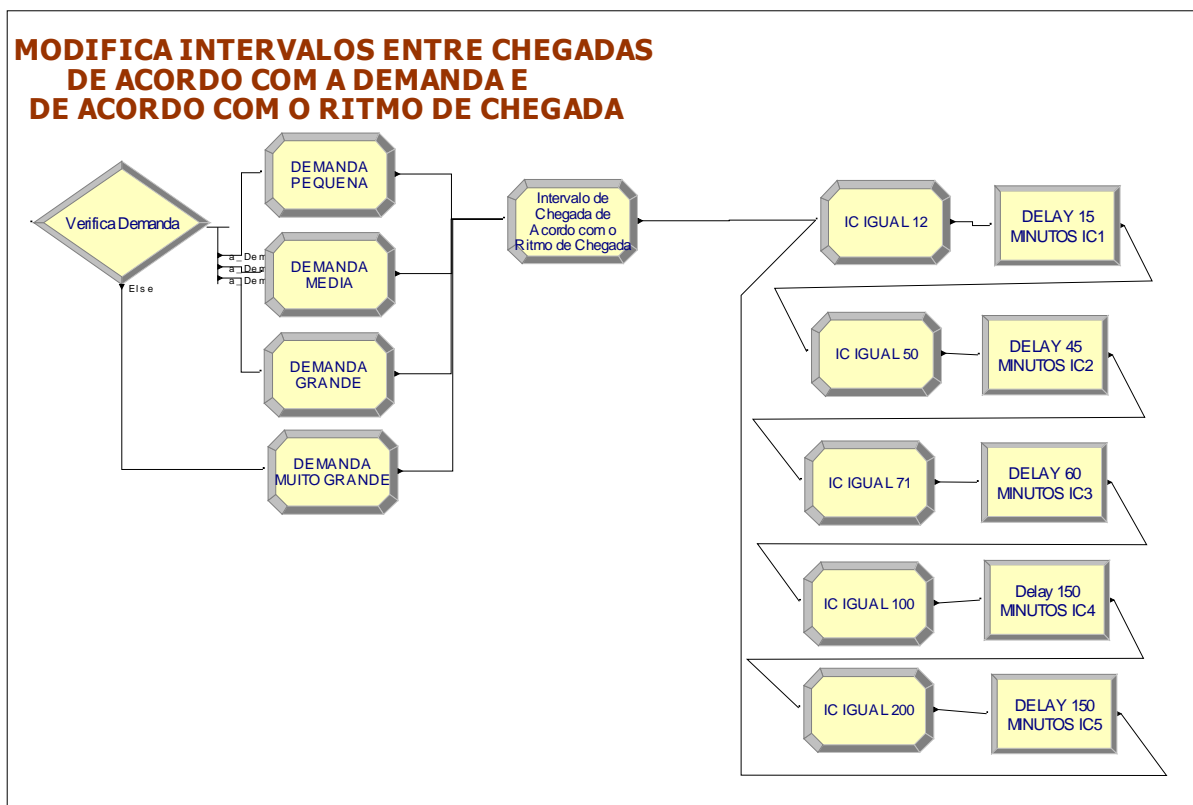 MODIFICA INTERVALOS ENTRE CHEGADAS
DE ACORDO COM A DEMANDA E
DE ACORDO COM O RITMO DE CHEGADA
Verifica Demanda
a_Dem
a_Dem
a_Dem
Else
DEMANDA
PEQUENA
DEMANDA
MEDIA
DEMANDA
GRANDE
DEMANDA
MUITO GRANDE
Intervalo de
Chegada de
Acordo com o
Ritmo de Chegada
IC IGUAL 12
DELAY 15
MINUTOS IC1
IC IGUAL 50
DELAY 45
MINUTOS IC2
IC IGUAL 71
DELAY 60
MINUTOS IC3
IC IGUAL 100
Delay 150
MINUTOS IC4
IC IGUAL 200
DELAY 150
MINUTOS IC5